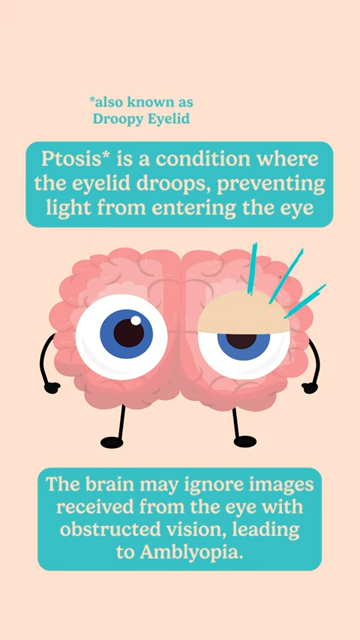 *also known as
Droopy Eyelid
Ptosis* is a condition where
the eyelid droops, preventing
light from entering the eye
The brain may ignore images
received from the eye with
obstructed vision, leading
to Amblyopia.